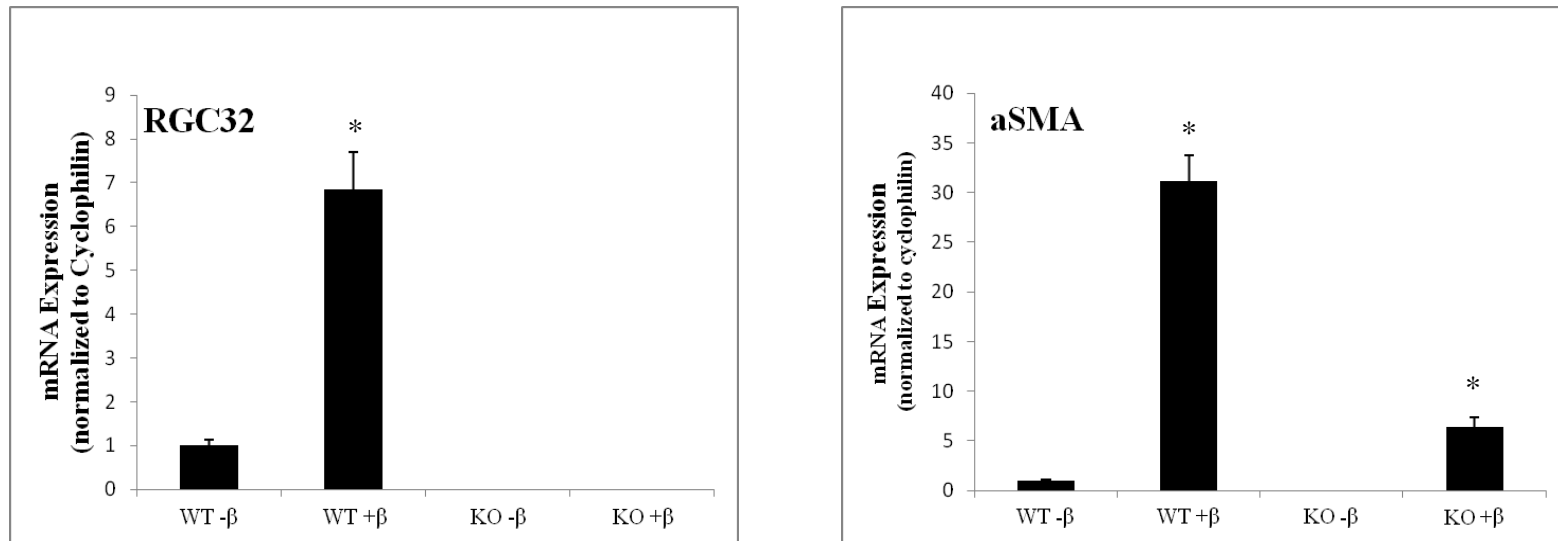 RGC32
mRNA Expression
(normalized to Cyclophilin)
9
8
7
6
5
4
3
2
1
0
*
WT -β
WT +β
KO -β
KO +β
aSMA
mRNA Expression
(normalized to cyclophilin)
40
35
30
25
20
15
10
5
0
*
*
WT -β
WT +β
KO -β
KO +β